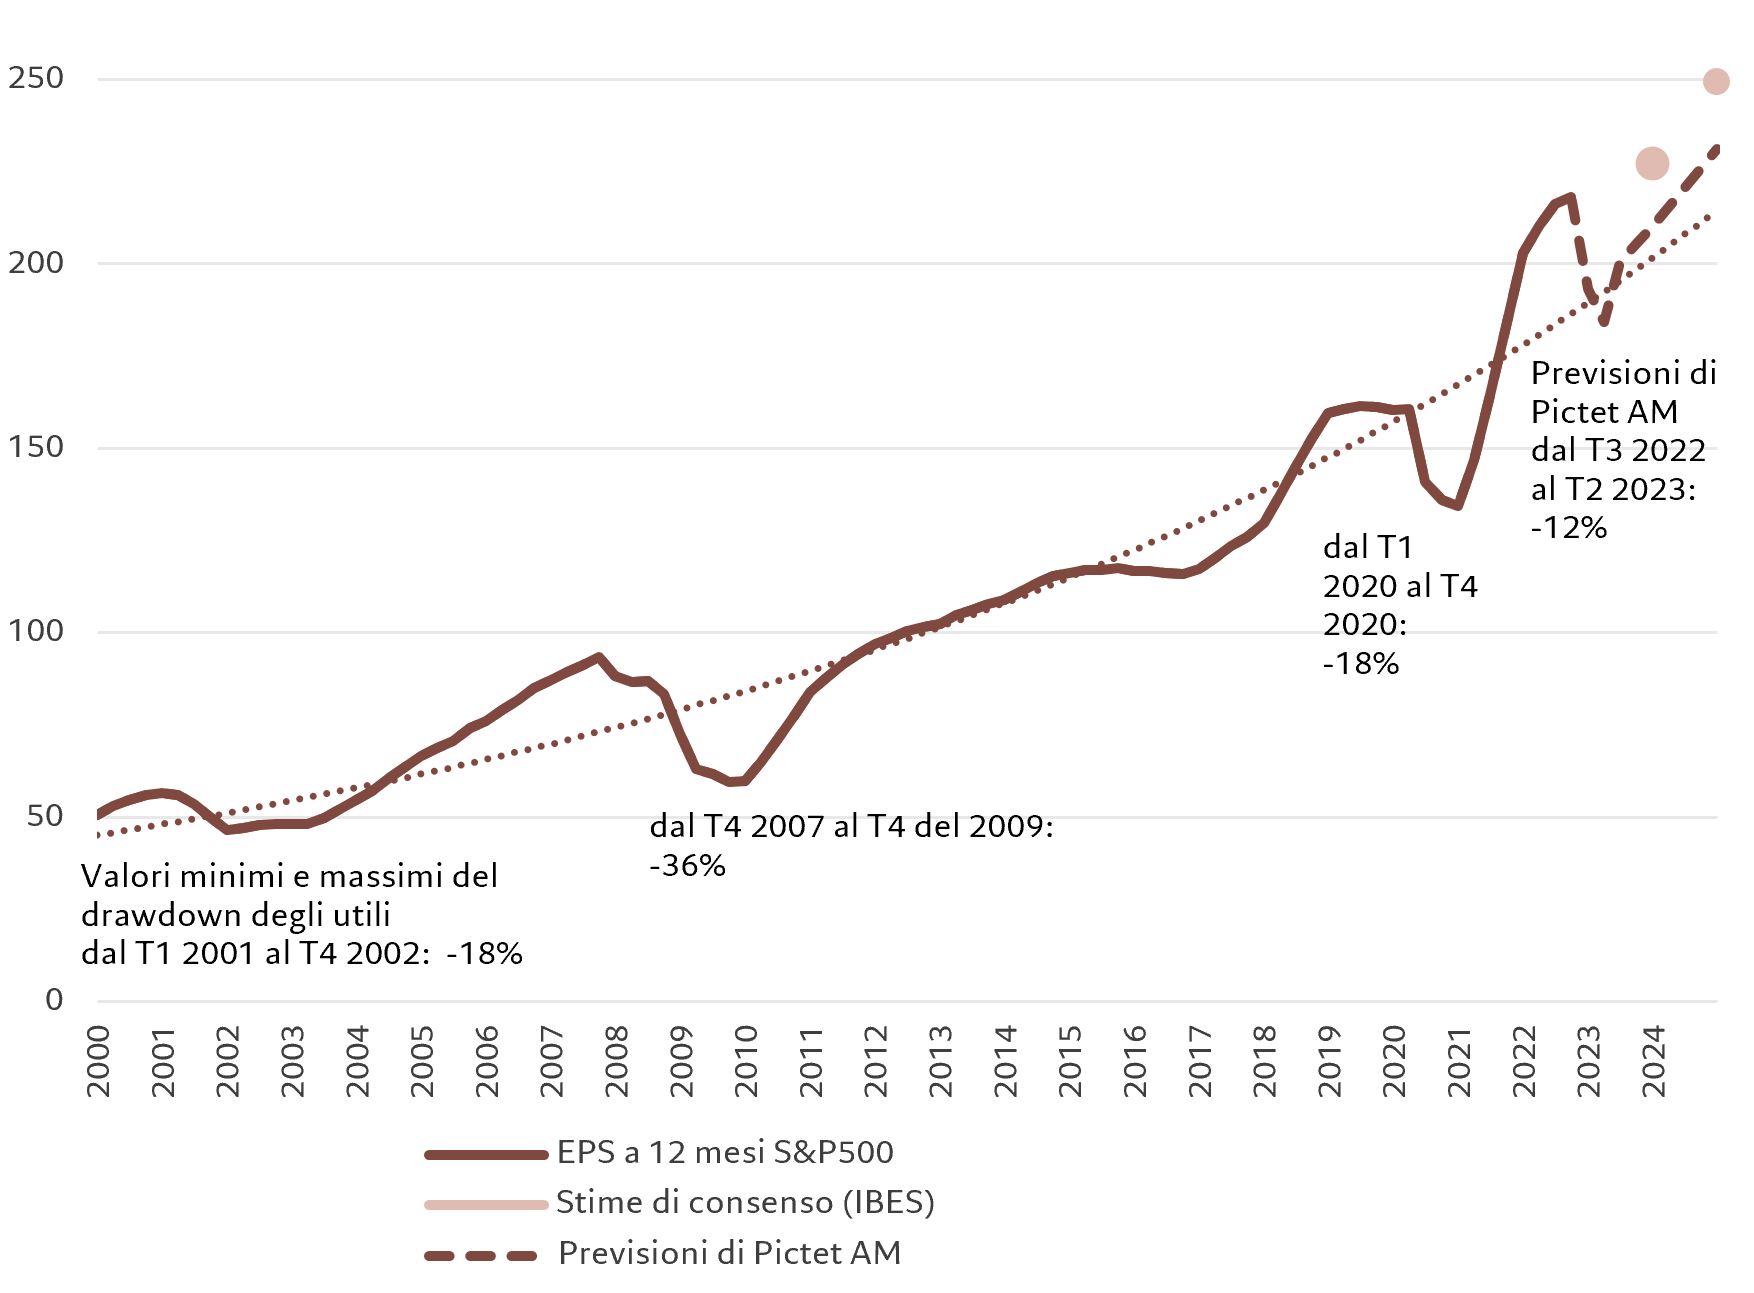 250
200
150
100
50
0
Previsioni di
Pictet AM
dal T3 2022
al T2 2023:
-12%
dal T1
2020 al T4
2020:
-18%
dal T4 2007 al T4 del 2009:
-36%
Valori minimi e massimi del
drawdown degli utili
dal T1 2001 al T4 2002: -18%
2000
2001
2002
2003
2004
2005
2006
2007
2008
2009
2010
2011
2012
2013
2014
2015
2016
2017
2018
2019
2020
2021
2022
2023
2024
EPS a 12 mesi S&P500
Stime di consenso (IBES)
Previsioni di Pictet AM